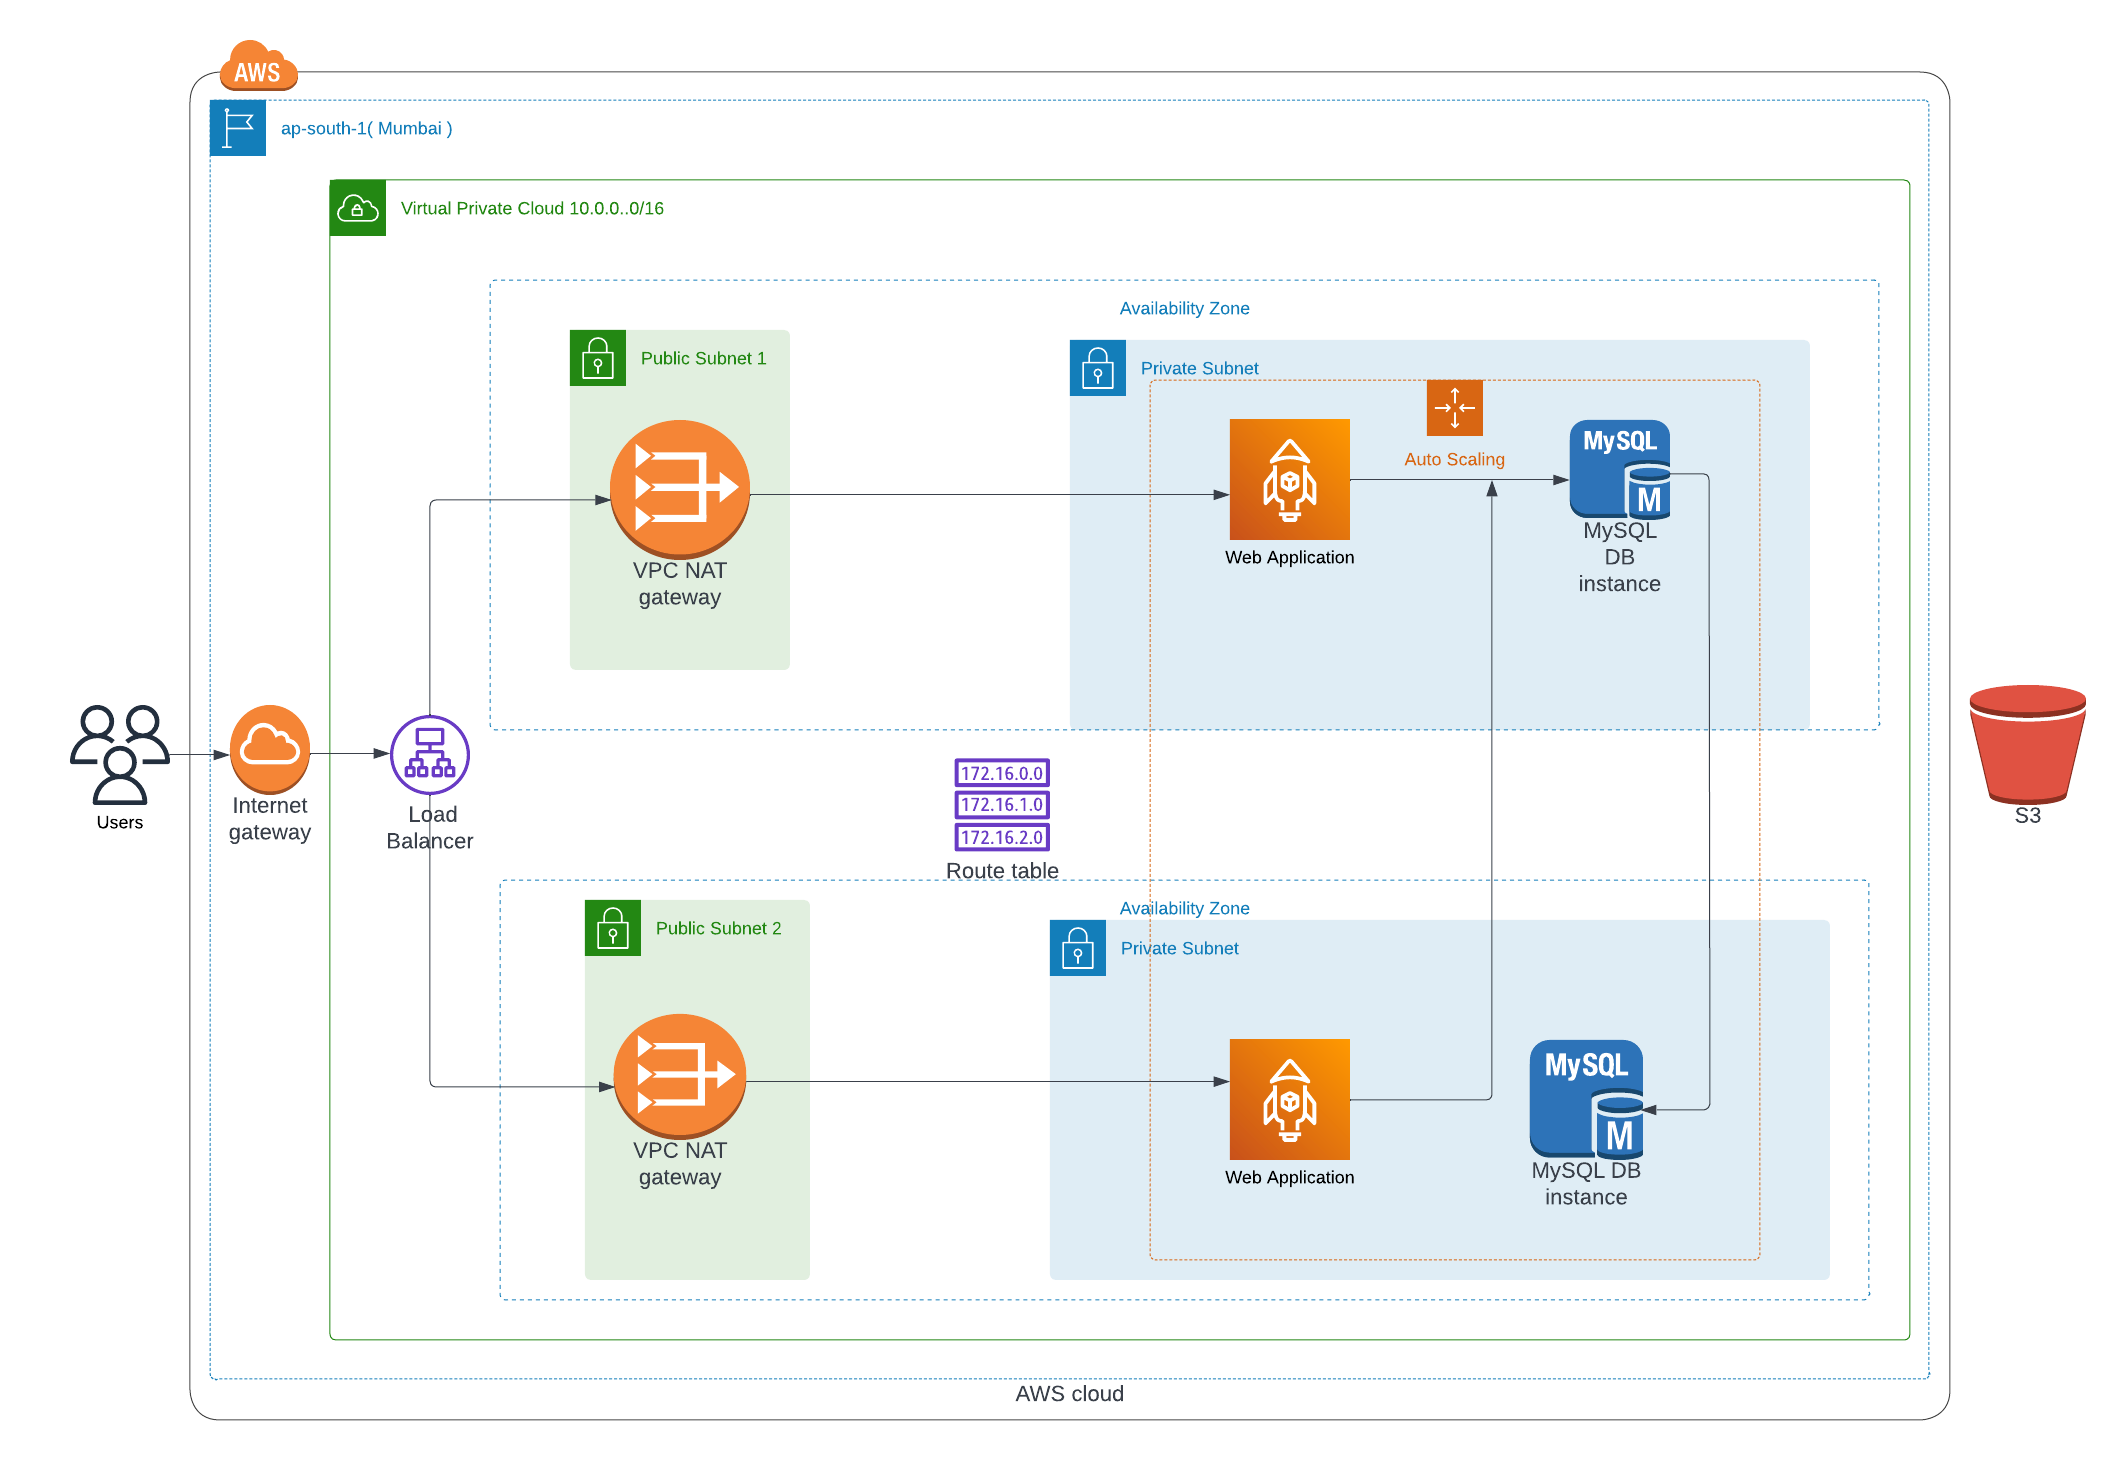 AWS
ap-south-1( Mumbai )
Virtual Private Cloud 10.0.0..0/16
Availability Zone
Public Subnet 1
VPC NAT
gateway
Private Subnet
Auto Scaling
Web Application
MySQL
M
MySQL
DB
instance
Users
Internet
gateway
Load
Balancer
172.16.0.0
172.16.1.0
172.16.2.0
Route table
S3
Availability Zone
Public Subnet 2
VPC NAT
gateway
Private Subnet
Web Application
MySQL
M
MySQL DB
instance
AWS cloud